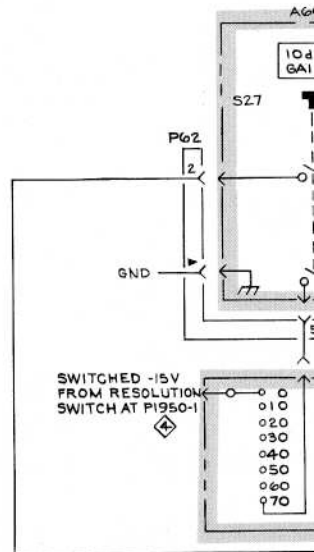 A6
10d
GAI
S27
P62
2
GND
5
SWITCHED -15V
FROM RESOLUTION
SWITCH AT P1950-1
4
0
10
20
30
40
50
60
70